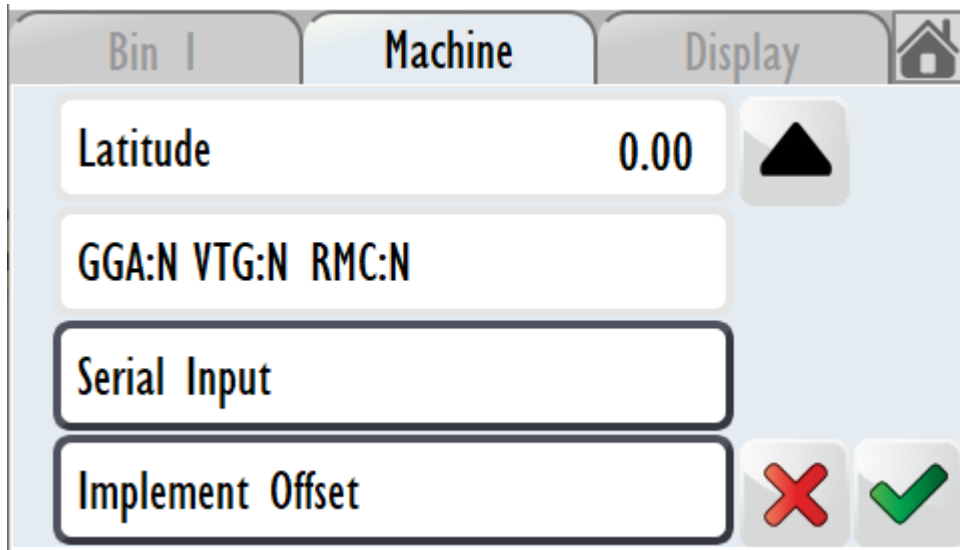 Bin 1 Machine Display
Latitude 0.00
GGA:N VTG:N RMC:N
Serial Input
Implement Offset